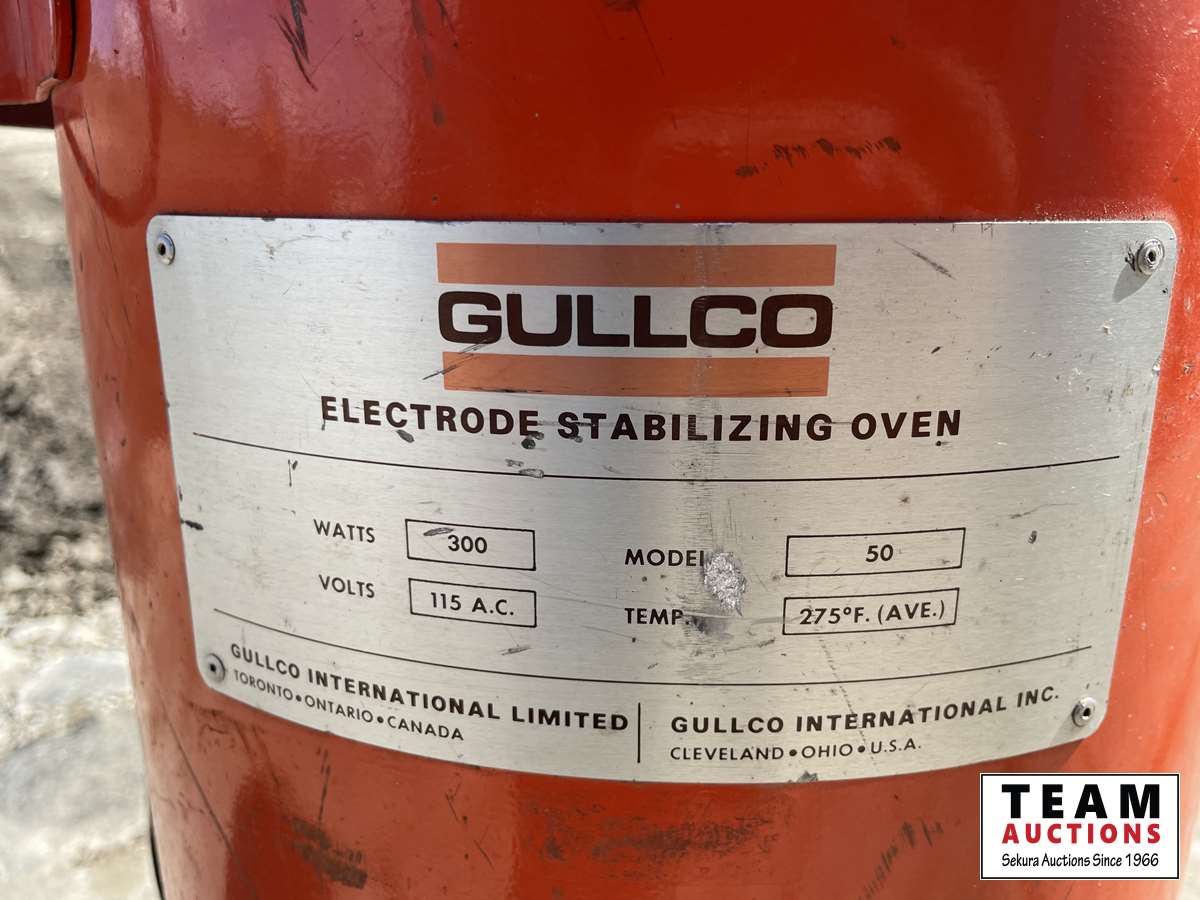 GULLCO
ELECTRODE STABILIZING OVEN
WATTS 300
VOLTS 115 A.C.
MODEL 50
TEMP. 275°F. (AVE.)
GULLCO INTERNATIONAL LIMITED
TORONTO•ONTARIO•CANADA
GULLCO INTERNATIONAL INC.
CLEVELAND•OHIO•U.S.A.
TEAM
AUCTIONS
Sekura Auctions Since 1966